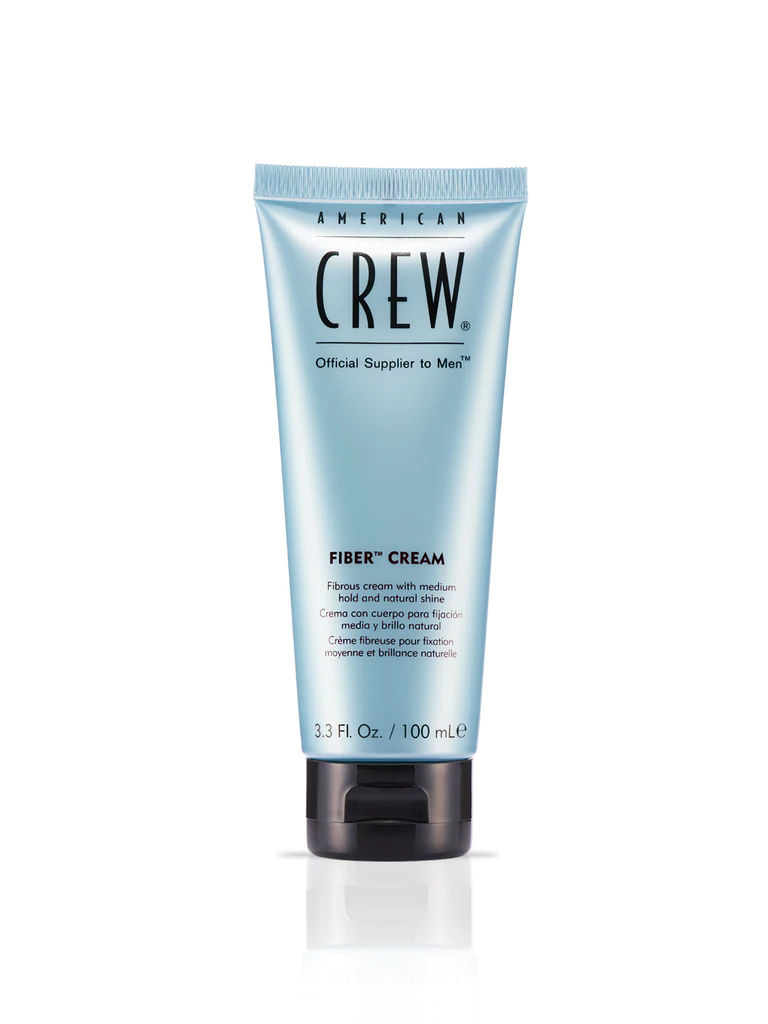 AMERICAN
CREW®
Official Supplier to Men™
FIBER™ CREAM
Fibrous cream with medium
hold and natural shine
Crema con cuerpo para fijación
media y brillo natural
Crème fibreuse pour fixation
moyenne et brillance naturelle
3.3 Fl. Oz. / 100 mL℮